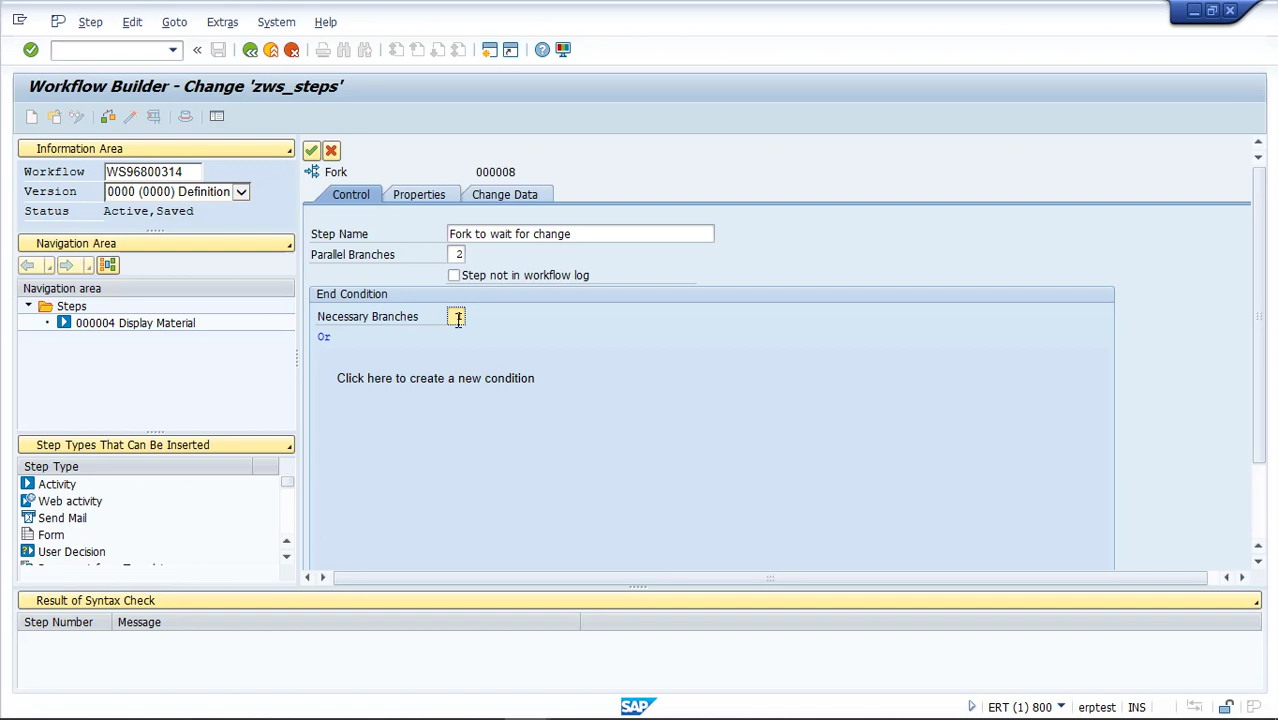 Step Edit Goto Extras System Help
Workflow Builder - Change 'zws_steps'
Information Area
Workflow WS96800314
Version 0000 (0000) Definition
Status Active,Saved
Navigation Area
Navigation area
Steps
000004 Display Material
Step Types That Can Be Inserted
Step Type
Activity
Web activity
Send Mail
Form
User Decision
Fork 000008
Control Properties Change Data
Step Name Fork to wait for change
Parallel Branches 2
Step not in workflow log
End Condition
Necessary Branches
Or
Click here to create a new condition
Result of Syntax Check
Step Number Message
SAP
ERT (1) 800 erptest INS